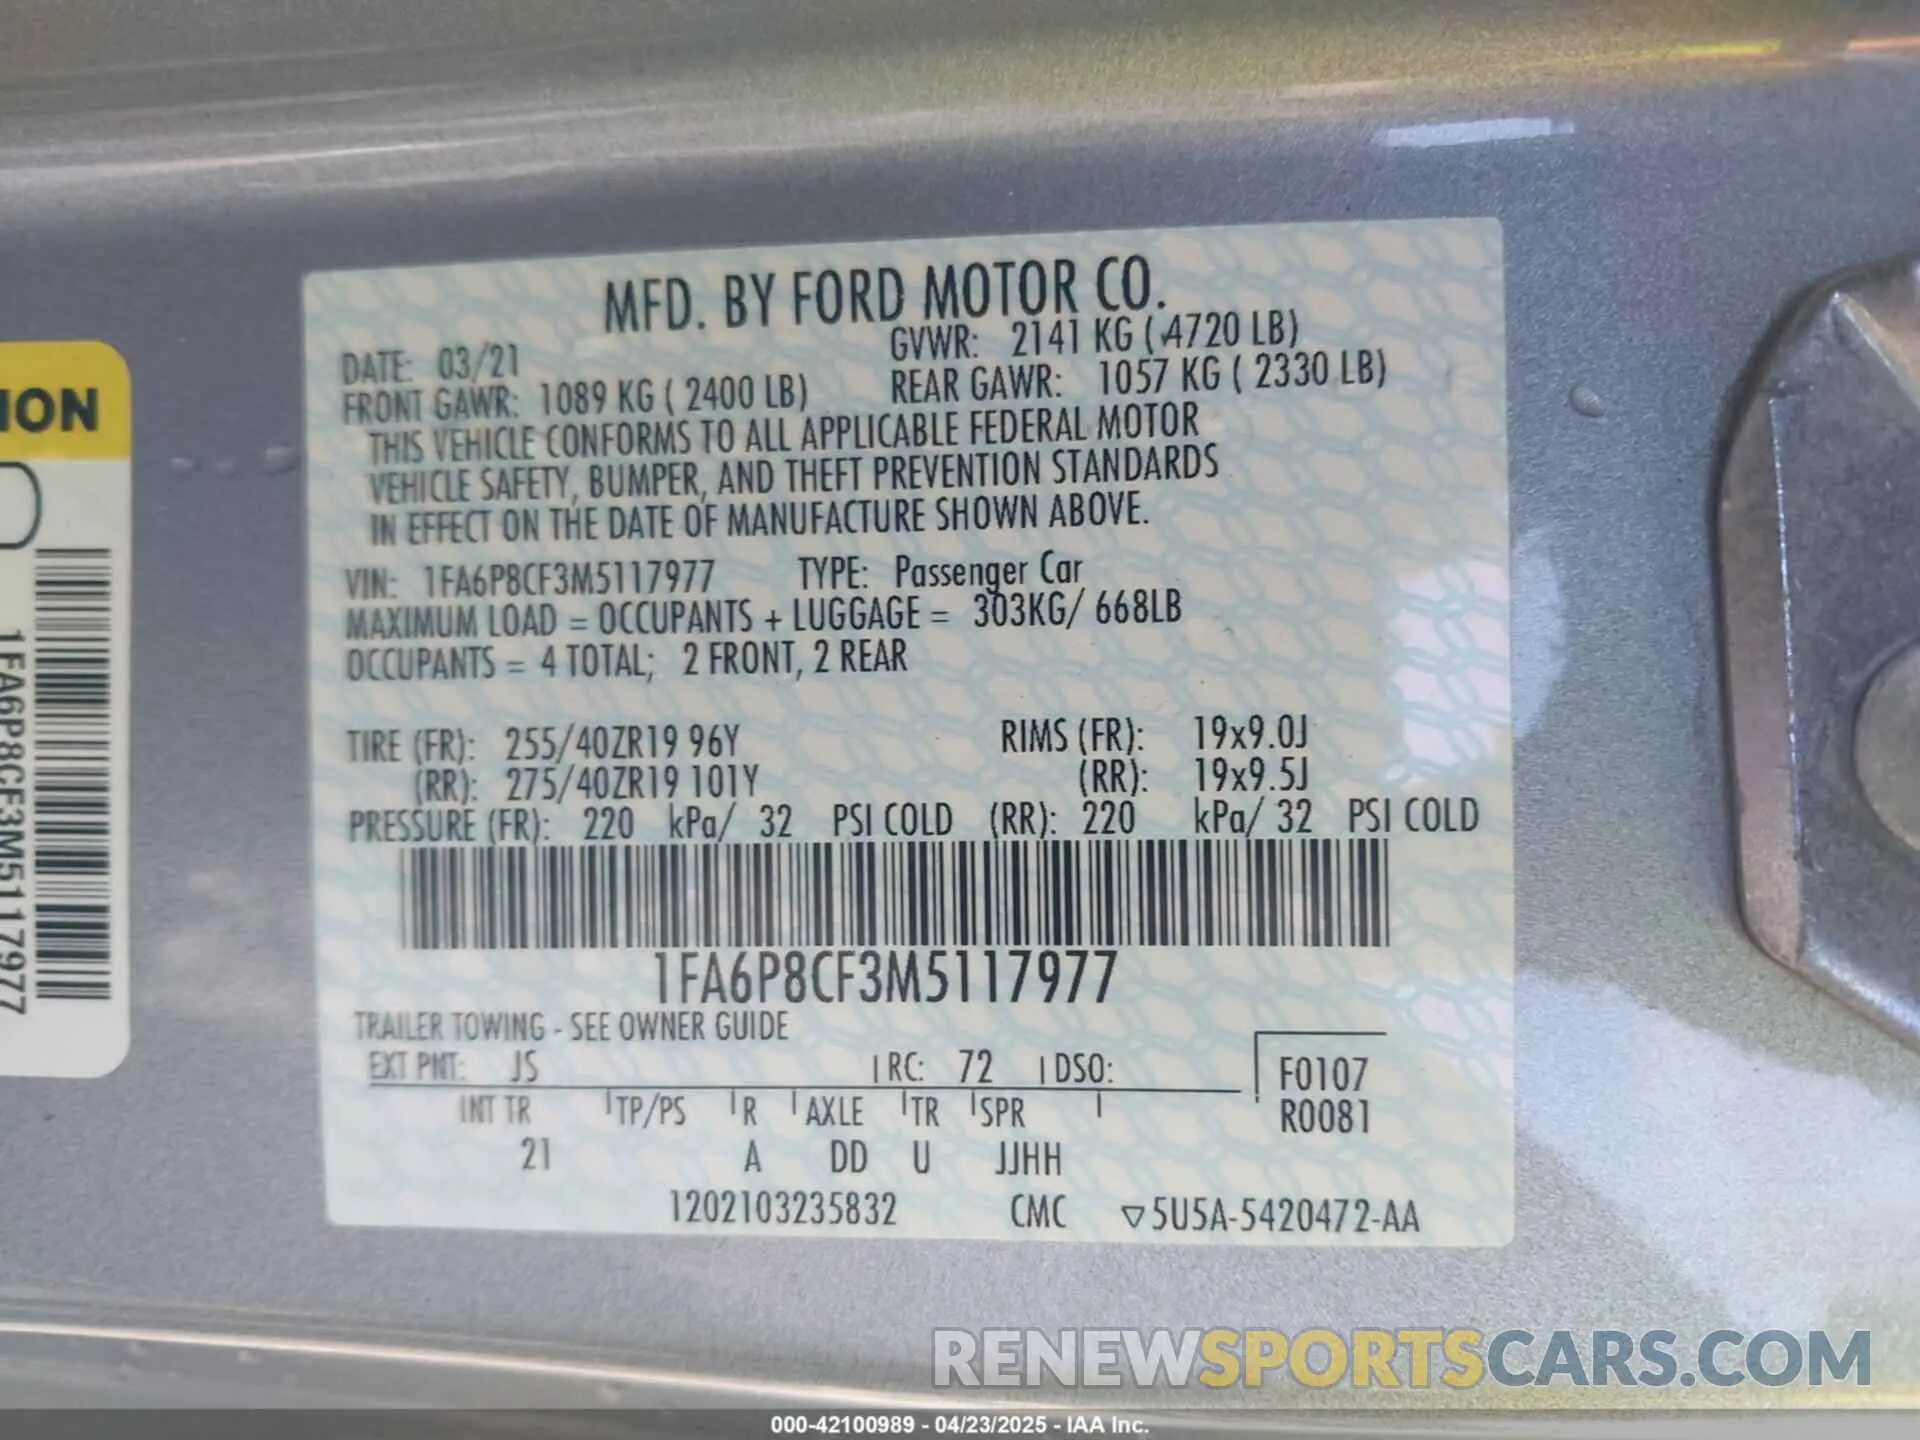 MFD. BY FORD MOTOR CO.
DATE: 03/21
GVWR: 2141 KG ( 4720 LB)
FRONT GAWR: 1089 KG ( 2400 LB)
REAR GAWR: 1057 KG ( 2330 LB)
THIS VEHICLE CONFORMS TO ALL APPLICABLE FEDERAL MOTOR
VEHICLE SAFETY, BUMPER, AND THEFT PREVENTION STANDARDS
IN EFFECT ON THE DATE OF MANUFACTURE SHOWN ABOVE.
VIN: 1FA6P8CF3M5117977 TYPE: Passenger Car
MAXIMUM LOAD = OCCUPANTS + LUGGAGE = 303KG/ 668LB
OCCUPANTS = 4 TOTAL; 2 FRONT, 2 REAR
TIRE (FR): 255/40ZR19 96Y RIMS (FR): 19x9.0J
(RR): 275/40ZR19 101Y (RR): 19x9.5J
PRESSURE (FR): 220 kPa/ 32 PSI COLD (RR): 220 kPa/ 32 PSI COLD
1FA6P8CF3M5117977
TRAILER TOWING - SEE OWNER GUIDE
EXT PNT: JS RC: 72 DSO:
F0107
R0081
INT TR TP/PS R AXLE TR SPR
21 A DD U JJHH
1202103235832 CMC ▽5U5A-5420472-AA
ION
1FA6P8CF3M5117977
RENEWSPORTSCARS.COM
000-42100989 - 04/23/2025 - IAA Inc.